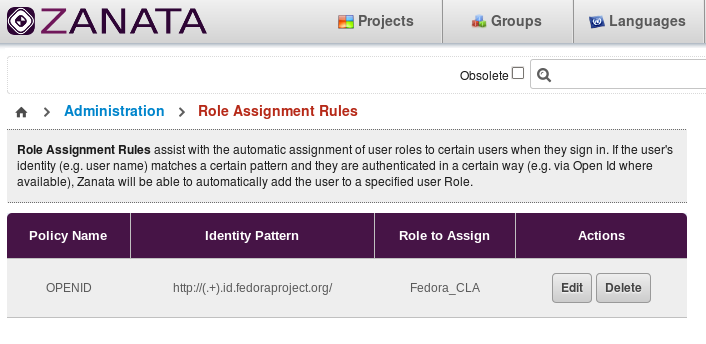 ZANATA
Projects
Groups
Languages
Obsolete
Administration
Role Assignment Rules
Role Assignment Rules assist with the automatic assignment of user roles to certain users when they sign in. If the user's
identity (e.g. user name) matches a certain pattern and they are authenticated in a certain way (e.g. via Open Id where
available), Zanata will be able to automatically add the user to a specified user Role.
Policy Name Identity Pattern Role to Assign Actions
OPENID http://(.+).id.fedoraproject.org/ Fedora_CLA Edit Delete